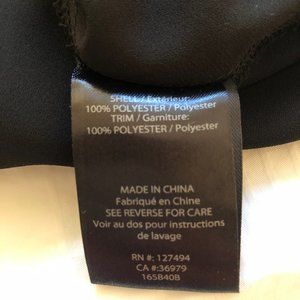 SHELL / Extérieur:
100% POLYESTER / Polyester
TRIM / Garniture:
100% POLYESTER / Polyester
MADE IN CHINA
Fabriqué en Chine
SEE REVERSE FOR CARE
Voir au dos pour instructions
de lavage
RN #: 127494
CA #:36979
165B40B